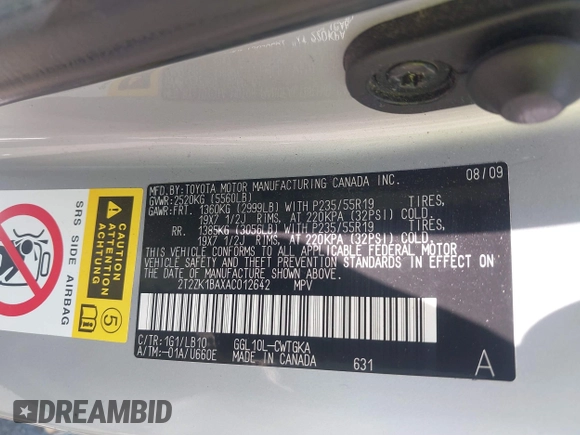 220KPA
MFD.BY:TOYOTA MOTOR MANUFACTURING CANADA INC. 08/09
GVWR:2520KG (5560LB)
GAWR:FRT. 1360KG (2999LB) WITH P235/55R19 TIRES,
19X7 1/2J RIMS, AT 220KPA (32PSI) COLD.
RR. 1385KG (3056LB) WITH P235/55R19 TIRES,
19X7 1/2J RIMS, AT 220KPA (32PSI) COLD.
THIS VEHICLE CONFORMS TO ALL APPLICABLE FEDERAL MOTOR
VEHICLE SAFETY AND THEFT PREVENTION STANDARDS IN EFFECT ON
THE DATE OF MANUFACTURE SHOWN ABOVE.
2T2ZK1BAXAC012642 MPV
C/TR:1G1/LB10 GGL10L-CWTGKA
A/TM:-01A/U660E MADE IN CANADA 631 A
SRS SIDE AIRBAG
ATTENTION
ACHTUNG
5
DREAMBID